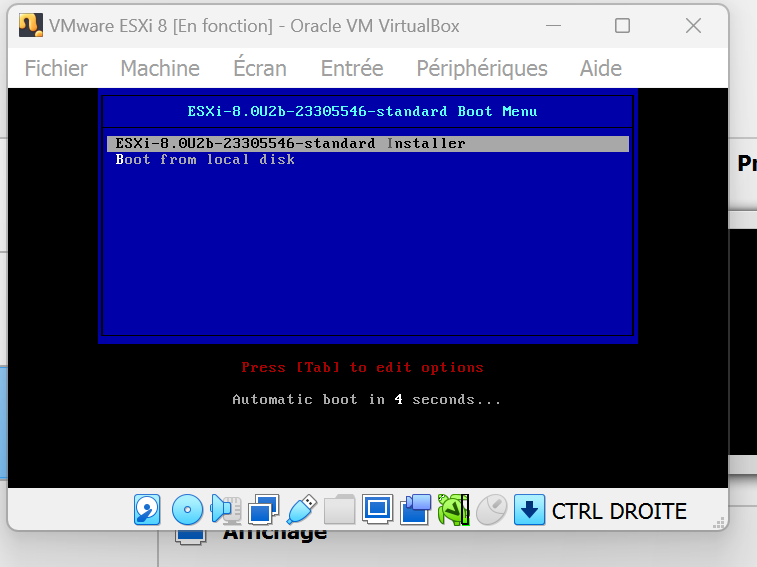 VMware ESXi 8 [En fonction] - Oracle VM VirtualBox
Fichier Machine Écran Entrée Périphériques Aide
ESXi-8.0U2b-23305546-standard Boot Menu
ESXi-8.0U2b-23305546-standard Installer
Boot from local disk
Press [Tab] to edit options
Automatic boot in 4 seconds...
CTRL DROITE
Affichage